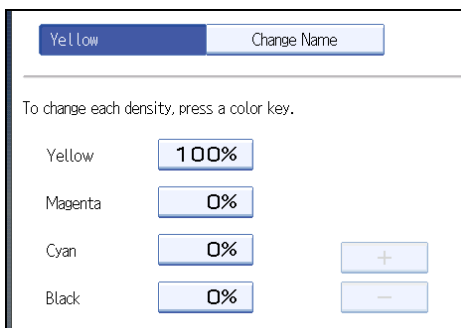 Yellow Change Name
To change each density, press a color key.
Yellow 100%
Magenta 0%
Cyan 0% +
Black 0% −